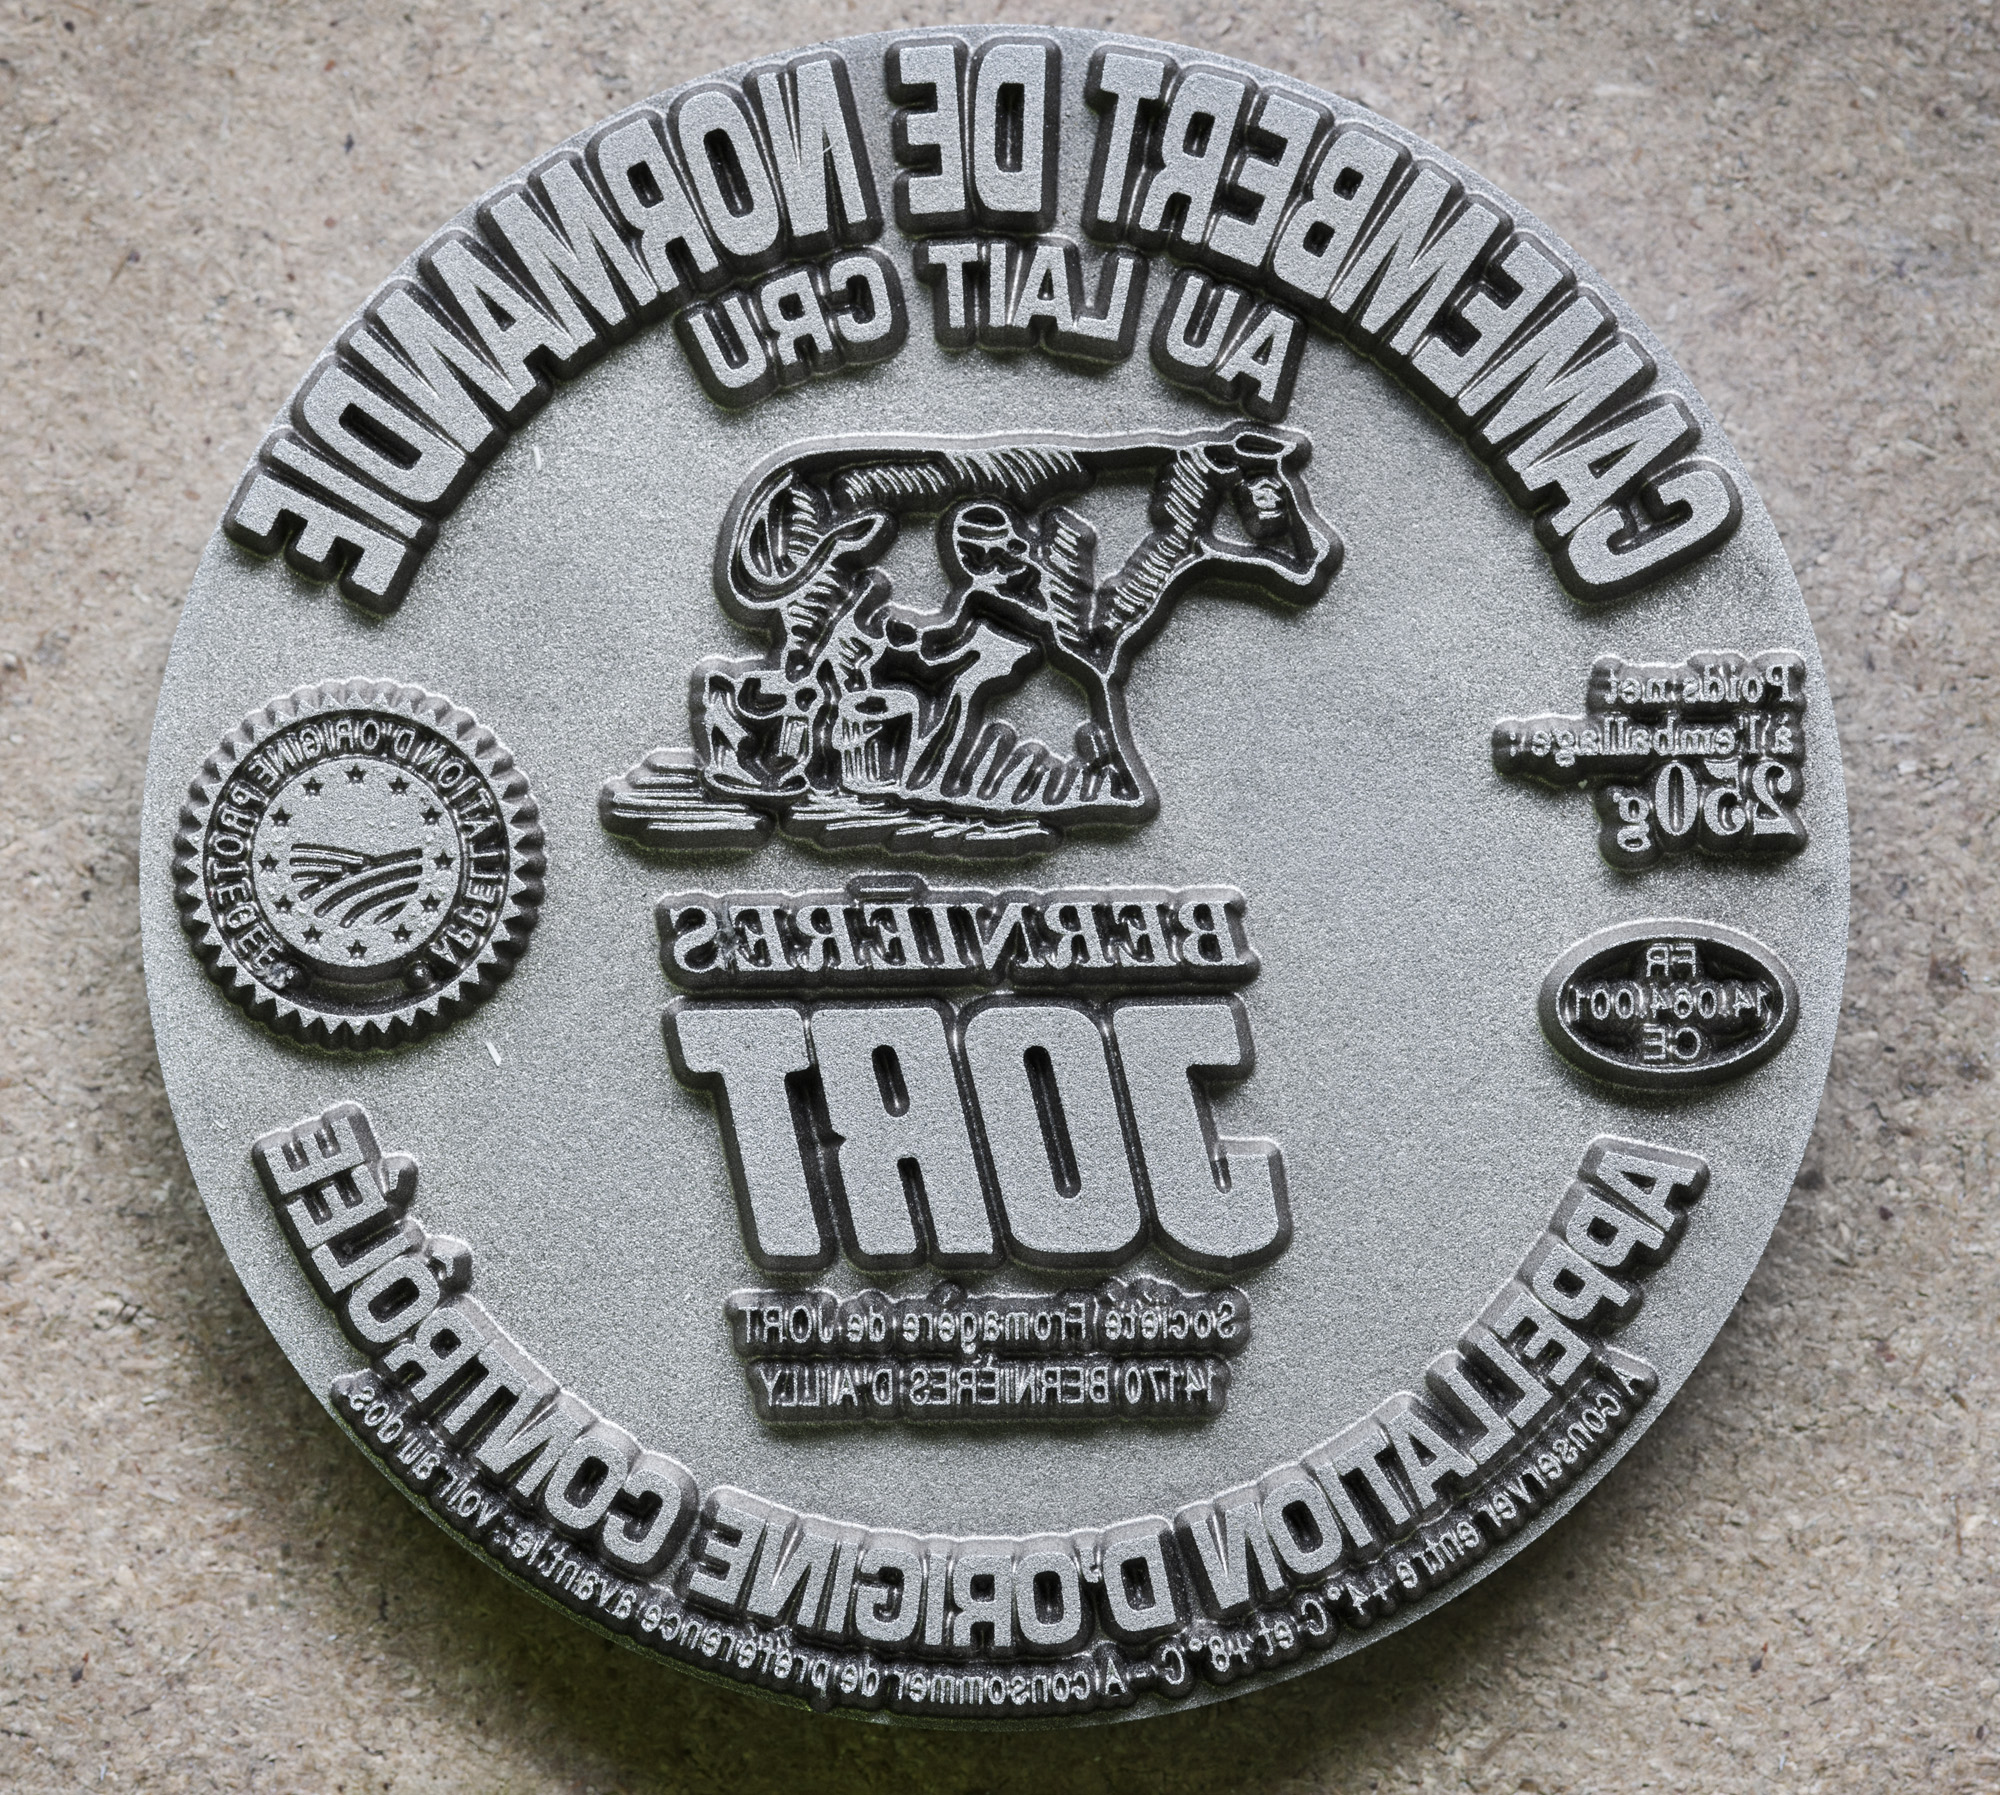 CAMEMBERT DE NORMANDIE
AU LAIT CRU
Poids net
à l'emballage:
250g
APPELLATION D'ORIGINE PROTÉGÉE
FR
14.064.001
CE
BERNIÈRES
JORT
Société Fromagère de JORT
14170 BERNIÈRES D'AILLY
APPELLATION D'ORIGINE CONTRÔLÉE
A conserver entre +4°C et +8°C - A consommer de préférence avant le: voir au dos.